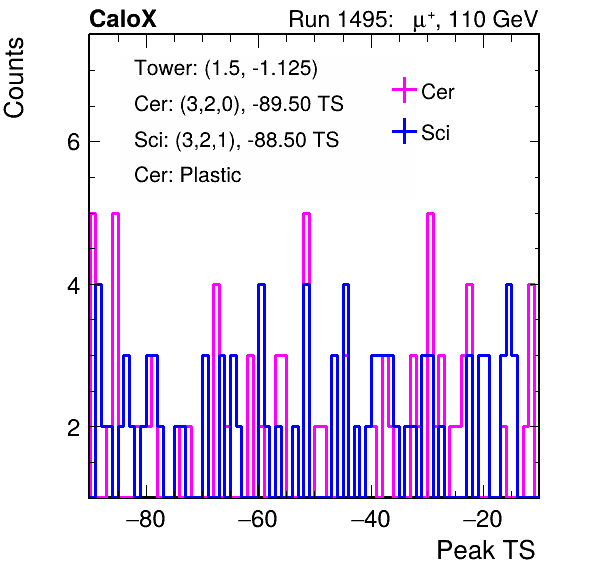 CaloX Run 1495: μ⁺, 110 GeV
Counts
Tower: (1.5, -1.125)
Cer: (3,2,0), -89.50 TS
Sci: (3,2,1), -88.50 TS
Cer: Plastic
Cer
Sci
6
4
2
−80 −60 −40 −20
Peak TS